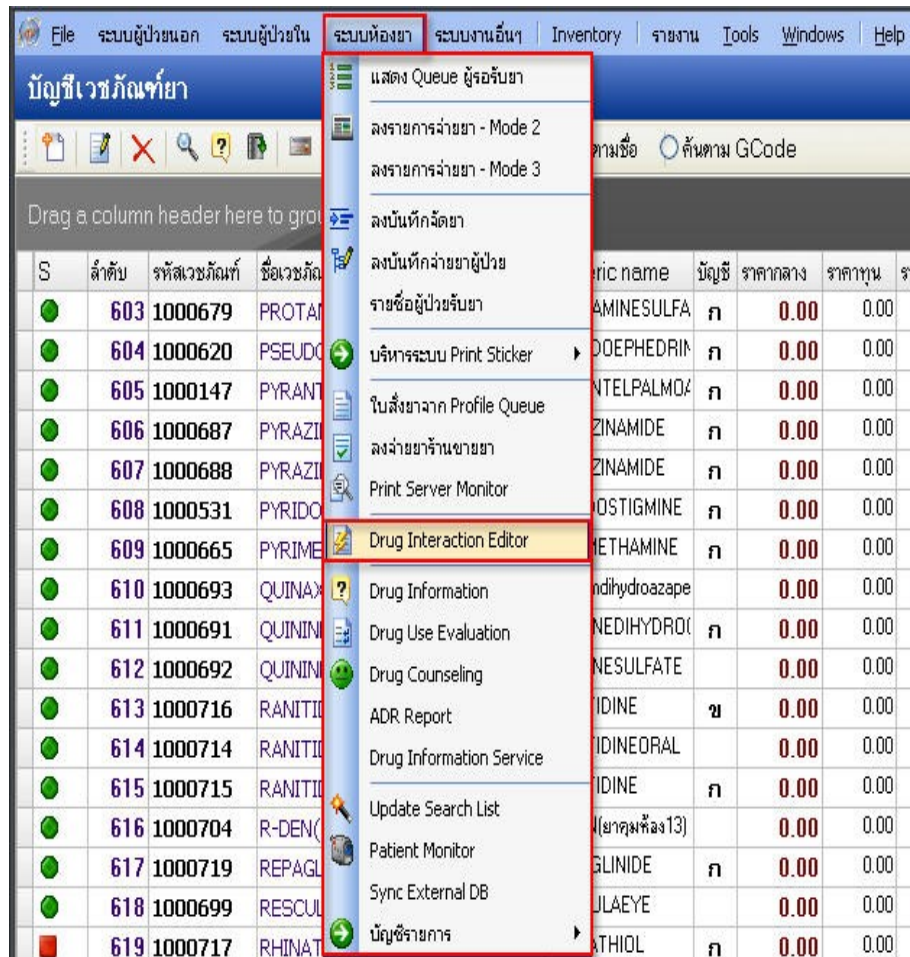 File ระบบผู้ป่วยนอก ระบบผู้ป่วยใน ระบบห้องยา ระบบงานอื่นๆ Inventory รายงาน Tools Windows Help
บัญชีเวชภัณฑ์ยา
ตามชื่อ ค้นตาม GCode
Drag a column header here to grou
แสดง Queue ผู้รอรับยา
ลงรายการจ่ายยา - Mode 2
ลงรายการจ่ายยา - Mode 3
ลงบันทึกจัดยา
ลงบันทึกจ่ายยาผู้ป่วย
รายชื่อผู้ป่วยรับยา
บริหารระบบ Print Sticker
ใบสั่งยาจาก Profile Queue
ลงจ่ายยาร้านขายยา
Print Server Monitor
Drug Interaction Editor
Drug Information
Drug Use Evaluation
Drug Counseling
ADR Report
Drug Information Service
Update Search List
Patient Monitor
Sync External DB
บัญชีรายการ
S ลำดับ รหัสเวชภัณฑ์ ชื่อเวชภัณ eric name บัญชี ราคากลาง ราคาทุน
603 1000679 PROTAM AMINESULFA ก 0.00 0.00
604 1000620 PSEUDO DOEPHEDRIN ก 0.00 0.00
605 1000147 PYRANT NTELPALMOA ก 0.00 0.00
606 1000687 PYRAZI ZINAMIDE ก 0.00 0.00
607 1000688 PYRAZI ZINAMIDE ก 0.00 0.00
608 1000531 PYRIDO OSTIGMINE ก 0.00 0.00
609 1000665 PYRIME ETHAMINE ก 0.00 0.00
610 1000693 QUINAX ndihydroazape 0.00 0.00
611 1000691 QUININ NEDIHYDRO ก 0.00 0.00
612 1000692 QUININ NESULFATE 0.00 0.00
613 1000716 RANITI IDINE ข 0.00 0.00
614 1000714 RANITI IDINEORAL 0.00 0.00
615 1000715 RANITI IDINE ก 0.00 0.00
616 1000704 R-DEN( (ยาคุมห้อง13) 0.00 0.00
617 1000719 REPAGL GLINIDE ก 0.00 0.00
618 1000699 RESCUL ULAEYE 0.00 0.00
619 1000717 RHINAT ATHIOL ก 0.00 0.00